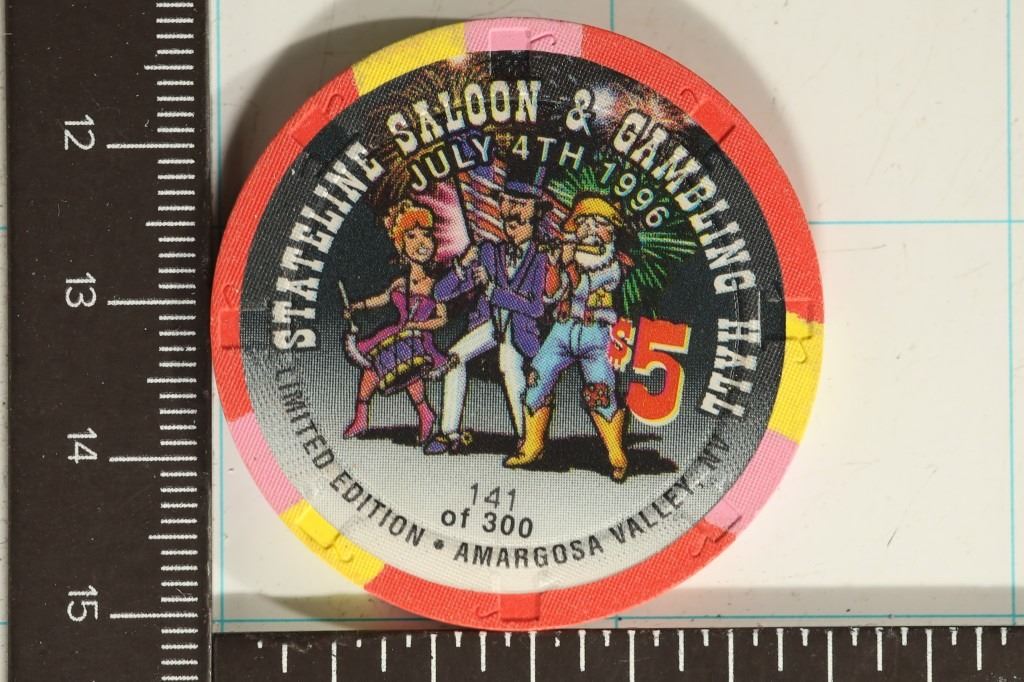 STATELINE SALOON & GAMBLING HALL
JULY 4TH 1996
$5
141
of 300
LIMITED EDITION • AMARGOSA VALLEY, NV
12
13
14
15